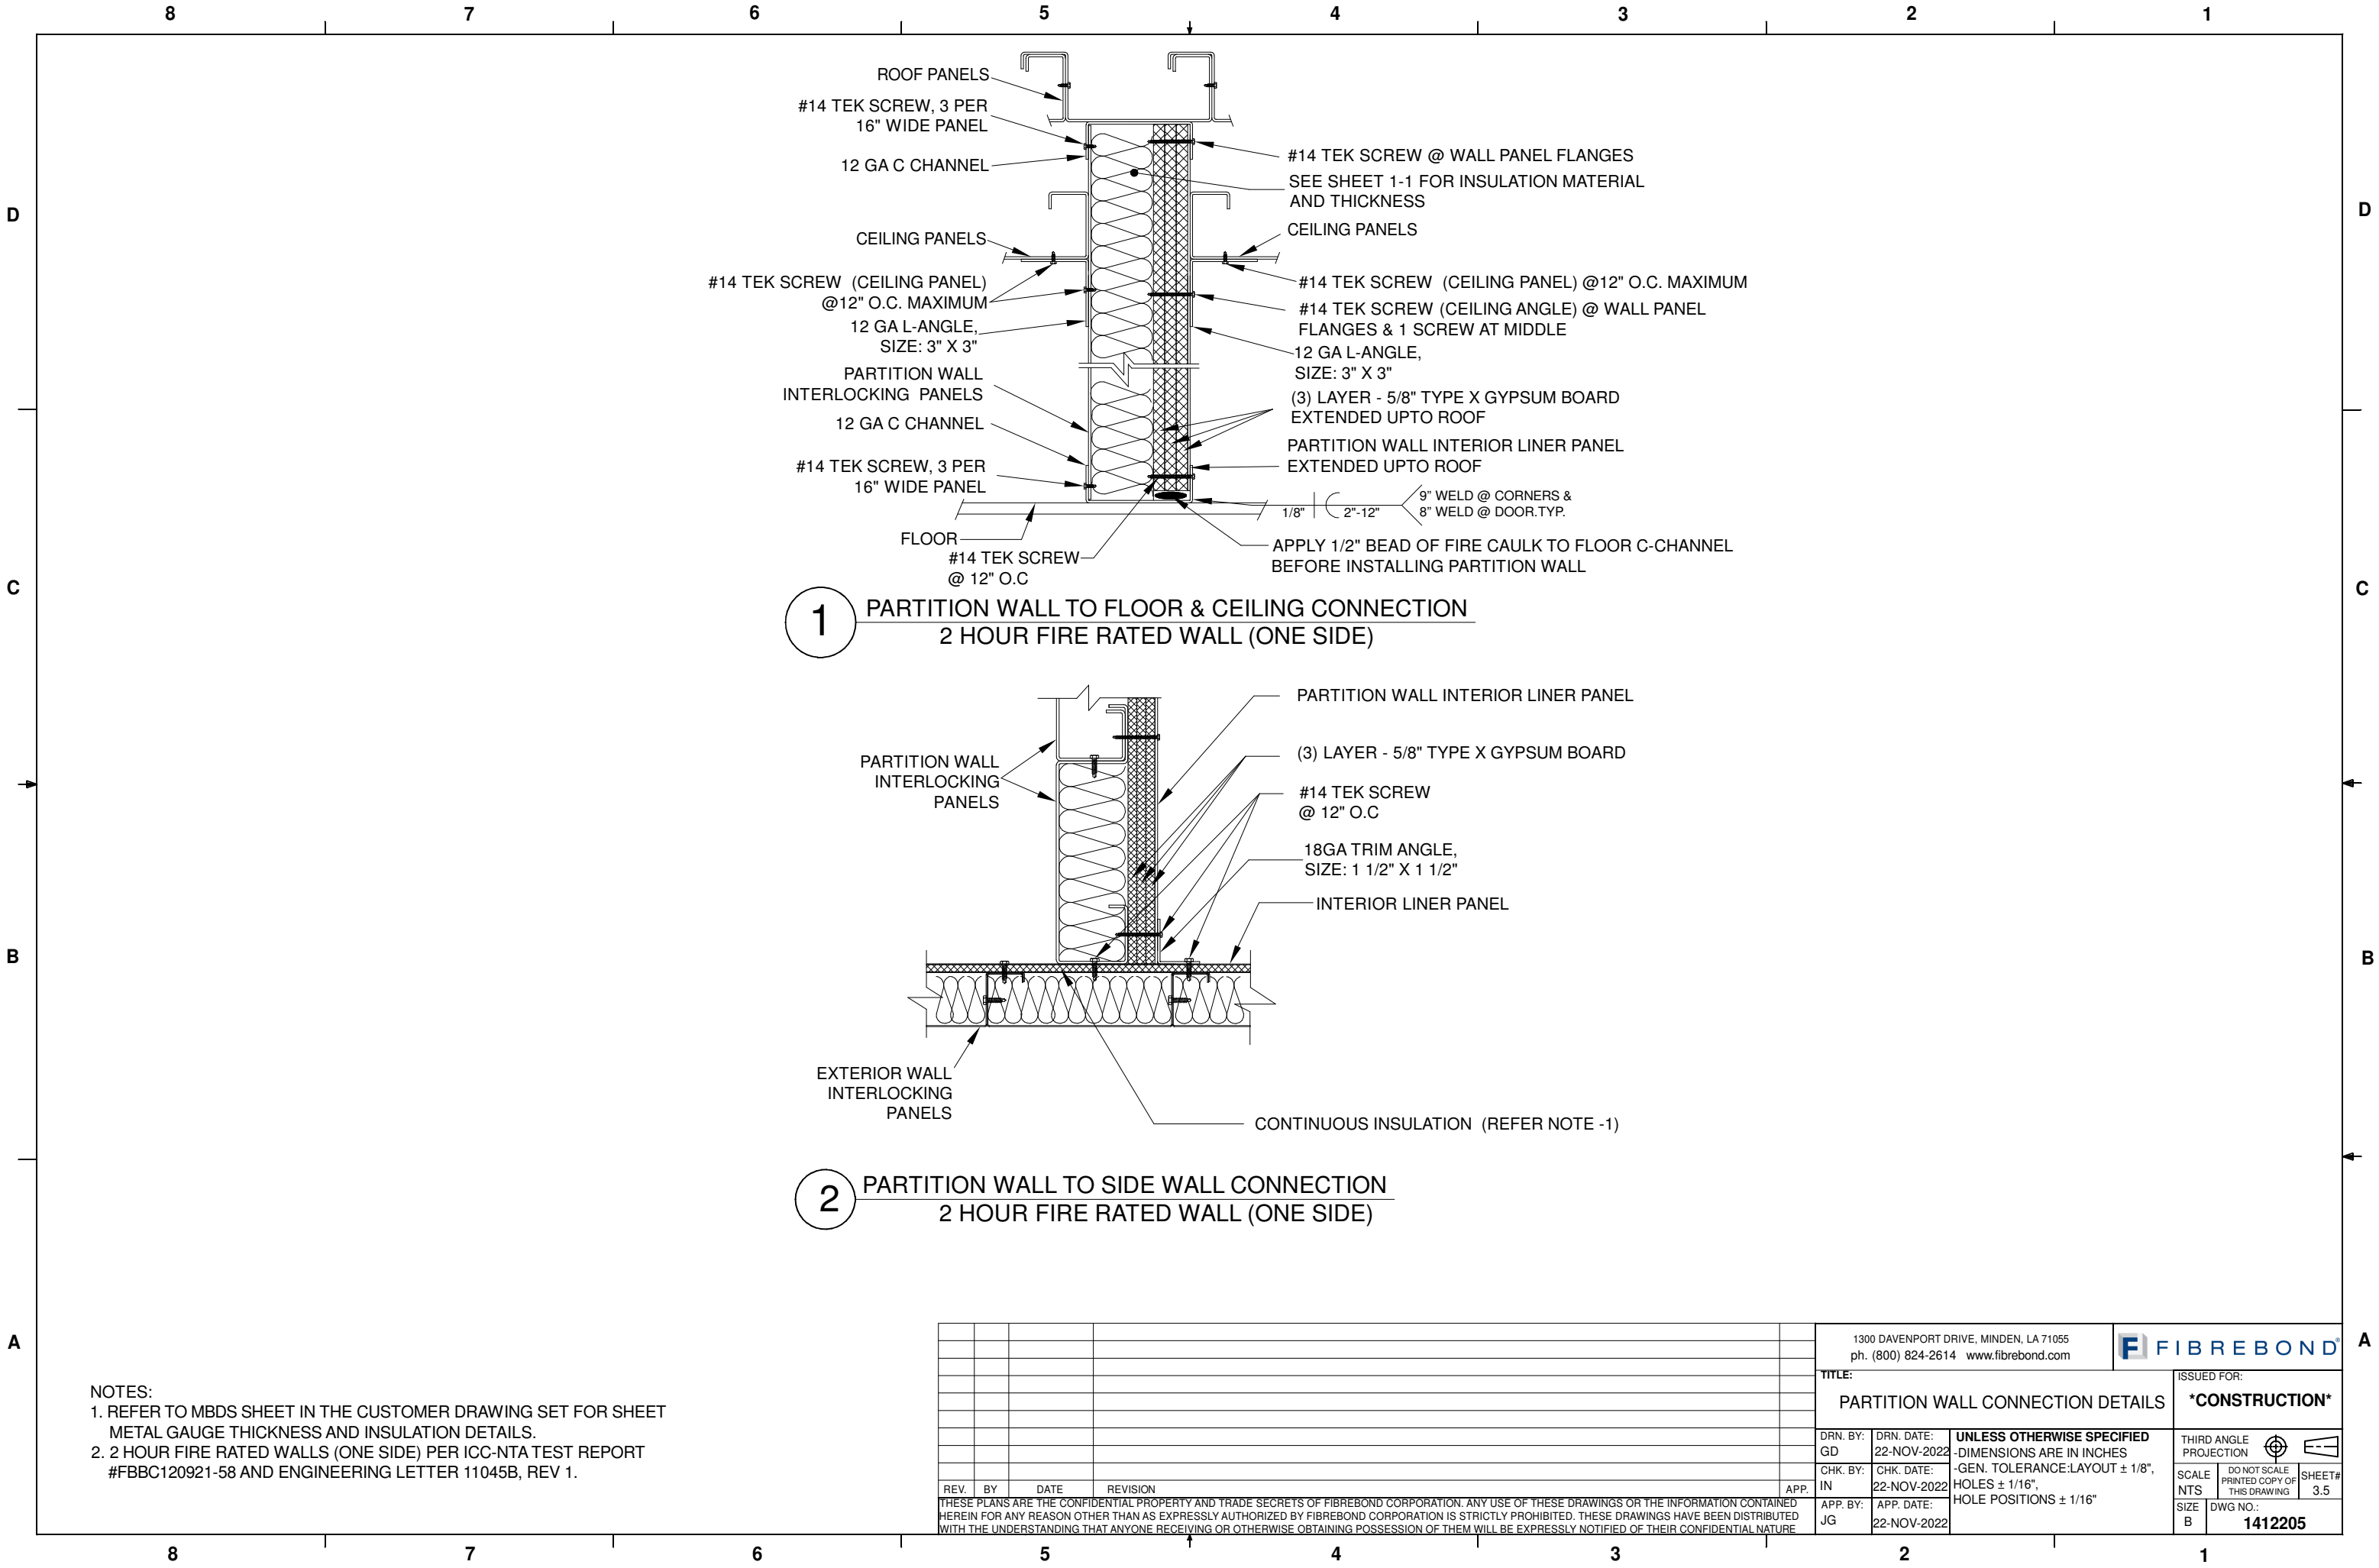 8 7 6 5 4 3 2 1
D
D
C
C
B
B
A
A
ROOF PANELS
#14 TEK SCREW, 3 PER
16" WIDE PANEL
12 GA C CHANNEL
CEILING PANELS
#14 TEK SCREW (CEILING PANEL)
@12" O.C. MAXIMUM
12 GA L-ANGLE,
SIZE: 3" X 3"
PARTITION WALL
INTERLOCKING PANELS
12 GA C CHANNEL
#14 TEK SCREW, 3 PER
16" WIDE PANEL
FLOOR
#14 TEK SCREW
@ 12" O.C
#14 TEK SCREW @ WALL PANEL FLANGES
SEE SHEET 1-1 FOR INSULATION MATERIAL
AND THICKNESS
CEILING PANELS
#14 TEK SCREW (CEILING PANEL) @12" O.C. MAXIMUM
#14 TEK SCREW (CEILING ANGLE) @ WALL PANEL
FLANGES & 1 SCREW AT MIDDLE
12 GA L-ANGLE,
SIZE: 3" X 3"
(3) LAYER - 5/8" TYPE X GYPSUM BOARD
EXTENDED UPTO ROOF
PARTITION WALL INTERIOR LINER PANEL
EXTENDED UPTO ROOF
1/8" 2"-12"
9" WELD @ CORNERS &
8" WELD @ DOOR.TYP.
APPLY 1/2" BEAD OF FIRE CAULK TO FLOOR C-CHANNEL
BEFORE INSTALLING PARTITION WALL
1
PARTITION WALL TO FLOOR & CEILING CONNECTION
2 HOUR FIRE RATED WALL (ONE SIDE)
PARTITION WALL
INTERLOCKING
PANELS
EXTERIOR WALL
INTERLOCKING
PANELS
PARTITION WALL INTERIOR LINER PANEL
(3) LAYER - 5/8" TYPE X GYPSUM BOARD
#14 TEK SCREW
@ 12" O.C
18GA TRIM ANGLE,
SIZE: 1 1/2" X 1 1/2"
INTERIOR LINER PANEL
CONTINUOUS INSULATION (REFER NOTE -1)
2
PARTITION WALL TO SIDE WALL CONNECTION
2 HOUR FIRE RATED WALL (ONE SIDE)
NOTES:
1. REFER TO MBDS SHEET IN THE CUSTOMER DRAWING SET FOR SHEET
METAL GAUGE THICKNESS AND INSULATION DETAILS.
2. 2 HOUR FIRE RATED WALLS (ONE SIDE) PER ICC-NTA TEST REPORT
#FBBC120921-58 AND ENGINEERING LETTER 11045B, REV 1.
REV. BY DATE REVISION APP.
THESE PLANS ARE THE CONFIDENTIAL PROPERTY AND TRADE SECRETS OF FIBREBOND CORPORATION. ANY USE OF THESE DRAWINGS OR THE INFORMATION CONTAINED
HEREIN FOR ANY REASON OTHER THAN AS EXPRESSLY AUTHORIZED BY FIBREBOND CORPORATION IS STRICTLY PROHIBITED. THESE DRAWINGS HAVE BEEN DISTRIBUTED
WITH THE UNDERSTANDING THAT ANYONE RECEIVING OR OTHERWISE OBTAINING POSSESSION OF THEM WILL BE EXPRESSLY NOTIFIED OF THEIR CONFIDENTIAL NATURE
1300 DAVENPORT DRIVE, MINDEN, LA 71055
ph. (800) 824-2614 www.fibrebond.com
F FIBREBOND®
TITLE:
PARTITION WALL CONNECTION DETAILS
ISSUED FOR:
*CONSTRUCTION*
DRN. BY:
GD
DRN. DATE:
22-NOV-2022
CHK. BY:
IN
CHK. DATE:
22-NOV-2022
APP. BY:
JG
APP. DATE:
22-NOV-2022
UNLESS OTHERWISE SPECIFIED
-DIMENSIONS ARE IN INCHES
-GEN. TOLERANCE:LAYOUT ± 1/8",
HOLES ± 1/16",
HOLE POSITIONS ± 1/16"
THIRD ANGLE
PROJECTION
SCALE
NTS
DO NOT SCALE
PRINTED COPY OF
THIS DRAWING
SHEET#
3.5
SIZE
B
DWG NO.:
1412205
8 7 6 5 4 3 2 1